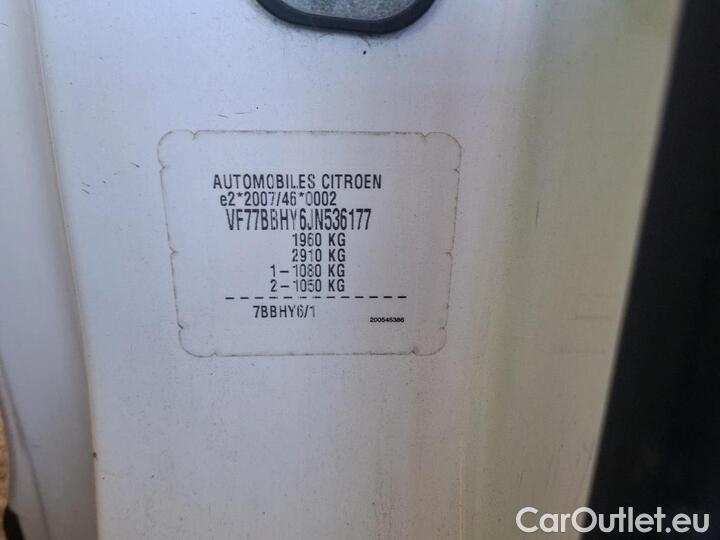 AUTOMOBILES CITROEN
e2*2007/46*0002
VF77BBHY6JN536177
1960 KG
2910 KG
1-1080 KG
2-1050 KG
7BBHY6/1
200545386
CarOutlet.eu